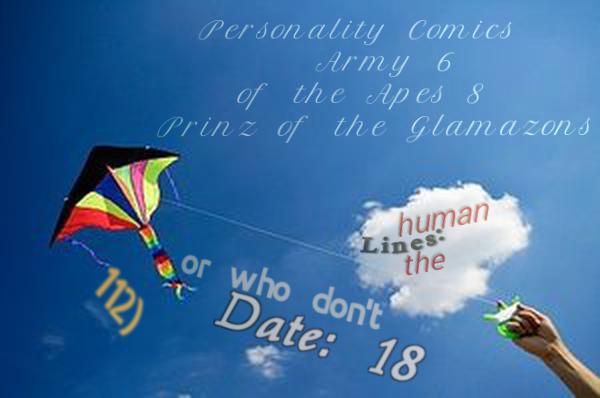 Personality Comics
Army 6
of the Apes 8
Prinz of the Glamazons
human
Lines:
the
or who don't
112)
Date: 18